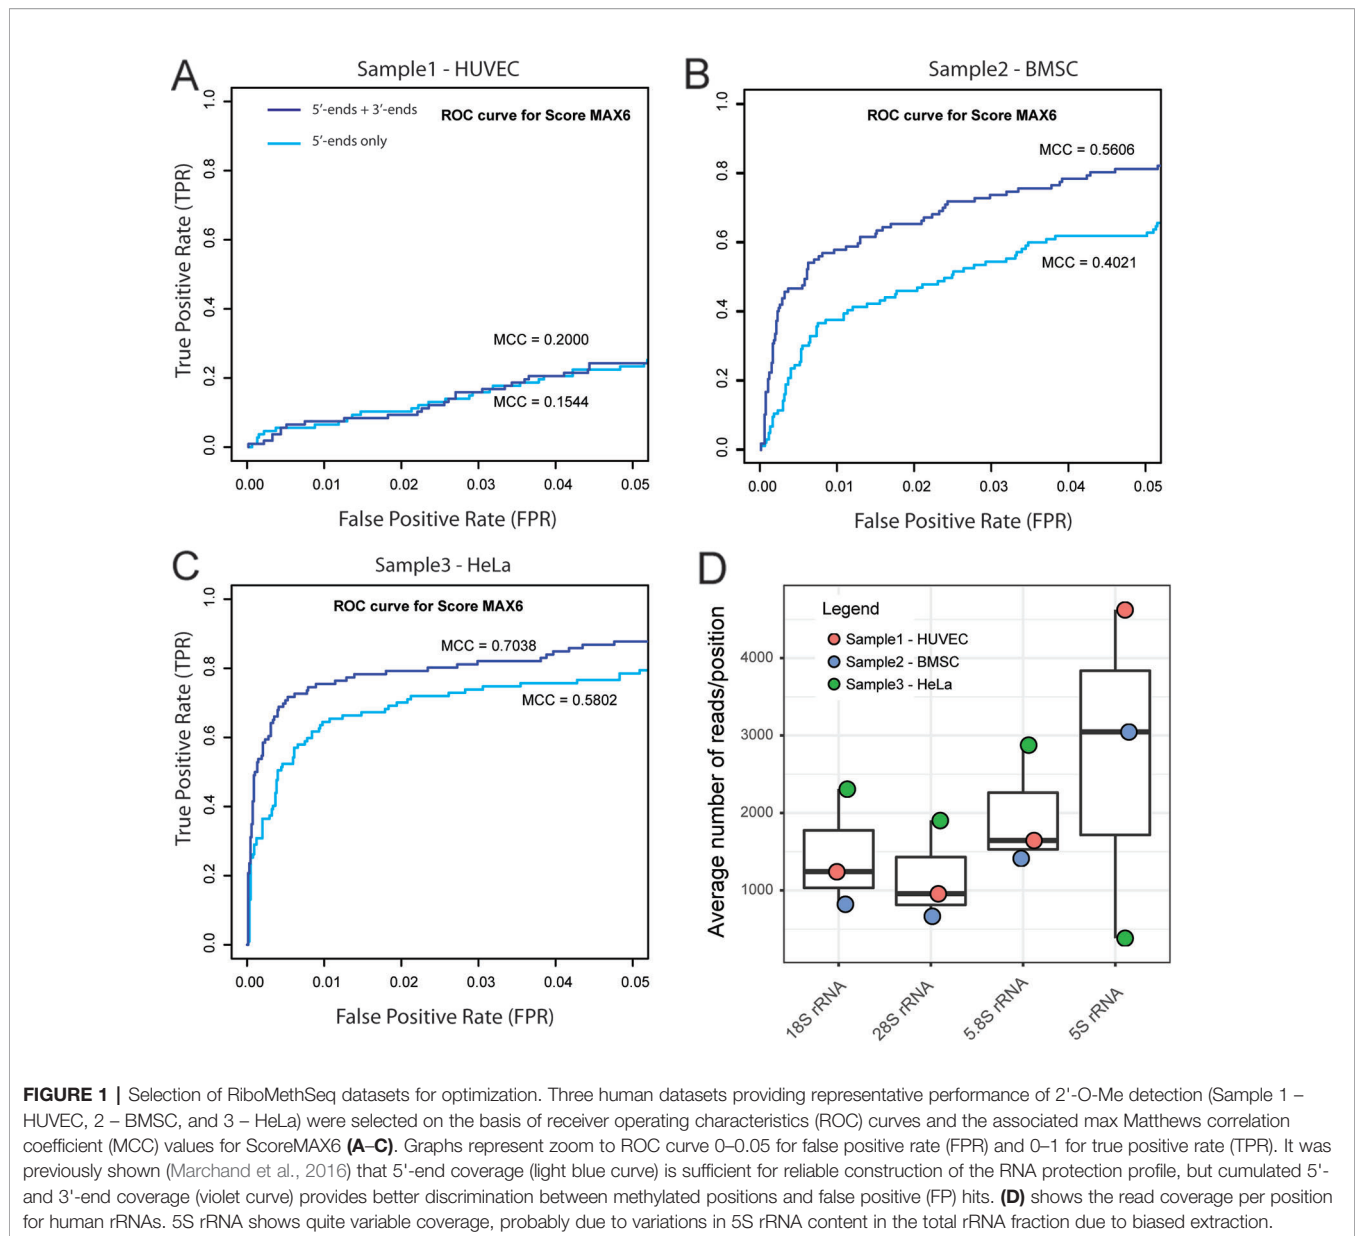 A
Sample1 - HUVEC
5′-ends + 3′-ends
5′-ends only
ROC curve for Score MAX6
True Positive Rate (TPR)
1.0
0.8
0.6
0.4
0.2
0.0
MCC = 0.2000
MCC = 0.1544
0.00 0.01 0.02 0.03 0.04 0.05
False Positive Rate (FPR)
B
Sample2 - BMSC
ROC curve for Score MAX6
1.0
0.8
0.6
0.4
0.2
0.0
MCC = 0.5606
MCC = 0.4021
0.00 0.01 0.02 0.03 0.04 0.05
False Positive Rate (FPR)
C
Sample3 - HeLa
ROC curve for Score MAX6
True Positive Rate (TPR)
1.0
0.8
0.6
0.4
0.2
0.0
MCC = 0.7038
MCC = 0.5802
0.00 0.01 0.02 0.03 0.04 0.05
False Positive Rate (FPR)
D
Legend
Sample1 - HUVEC
Sample2 - BMSC
Sample3 - HeLa
Average number of reads/position
4000
3000
2000
1000
18S rRNA
28S rRNA
5.8S rRNA
5S rRNA
FIGURE 1 | Selection of RiboMethSeq datasets for optimization. Three human datasets providing representative performance of 2'-O-Me detection (Sample 1 –
HUVEC, 2 – BMSC, and 3 – HeLa) were selected on the basis of receiver operating characteristics (ROC) curves and the associated max Matthews correlation
coefficient (MCC) values for ScoreMAX6 (A–C). Graphs represent zoom to ROC curve 0–0.05 for false positive rate (FPR) and 0–1 for true positive rate (TPR). It was
previously shown (Marchand et al., 2016) that 5'-end coverage (light blue curve) is sufficient for reliable construction of the RNA protection profile, but cumulated 5'-
and 3'-end coverage (violet curve) provides better discrimination between methylated positions and false positive (FP) hits. (D) shows the read coverage per position
for human rRNAs. 5S rRNA shows quite variable coverage, probably due to variations in 5S rRNA content in the total rRNA fraction due to biased extraction.